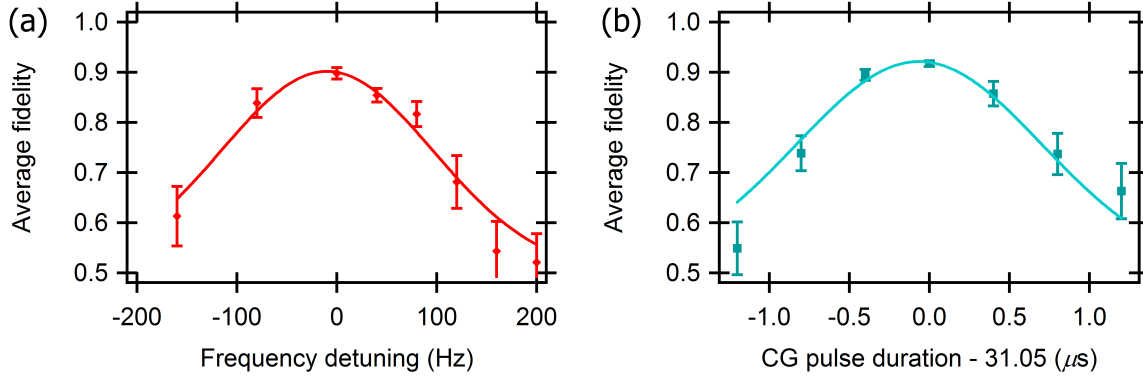 (a)
Average fidelity
1.0
0.9
0.8
0.7
0.6
0.5
-200 -100 0 100 200
Frequency detuning (Hz)
(b)
Average fidelity
1.0
0.9
0.8
0.7
0.6
0.5
-1.0 -0.5 0.0 0.5 1.0
CG pulse duration - 31.05 (μs)